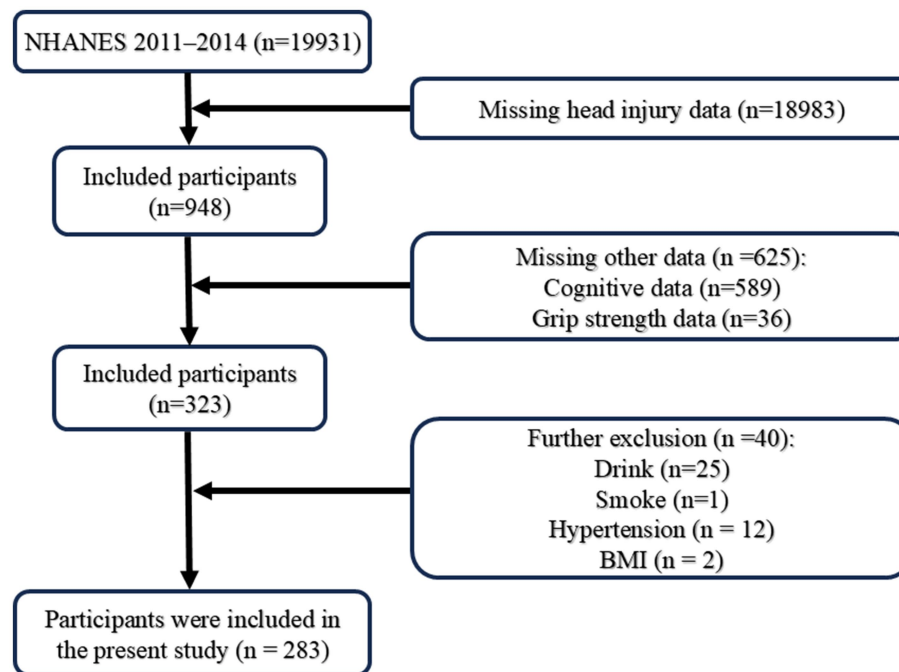 NHANES 2011–2014 (n=19931)
Missing head injury data (n=18983)
Included participants
(n=948)
Missing other data (n =625):
Cognitive data (n=589)
Grip strength data (n=36)
Included participants
(n=323)
Further exclusion (n =40):
Drink (n=25)
Smoke (n=1)
Hypertension (n = 12)
BMI (n = 2)
Participants were included in
the present study (n = 283)